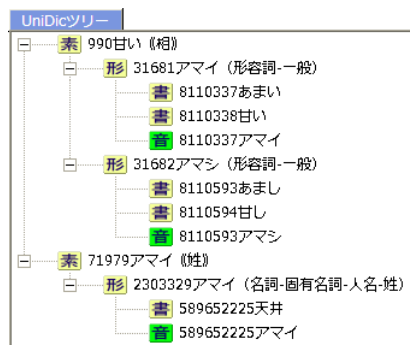 UniDicツリー
素 990甘い 《相》
形 31681アマイ (形容詞-一般)
書 8110337あまい
書 8110338甘い
音 8110337アマイ
形 31682アマシ (形容詞-一般)
書 8110593あまし
書 8110594甘し
音 8110593アマシ
素 71979アマイ 《姓》
形 2303329アマイ (名詞-固有名詞-人名-姓)
書 589652225天井
音 589652225アマイ